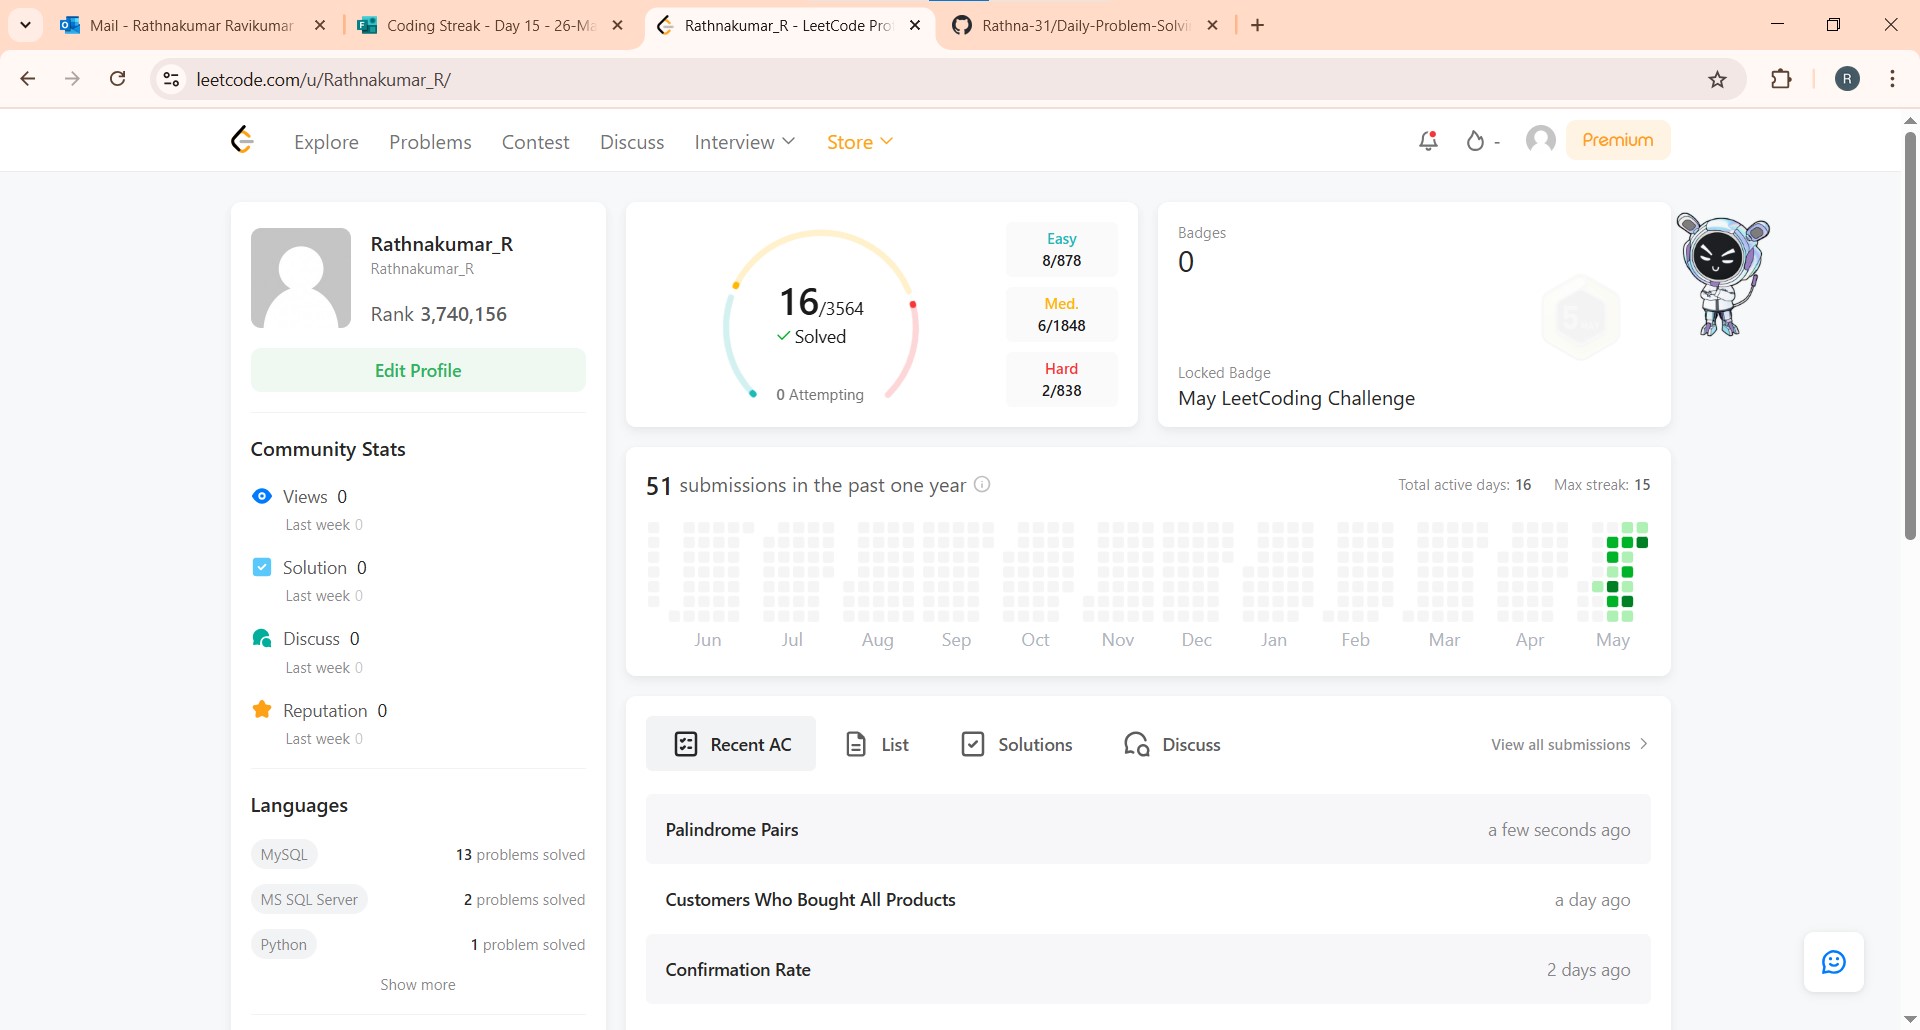 Mail - Rathnakumar Ravikumar
Coding Streak - Day 15 - 26-Ma
Rathnakumar_R - LeetCode Pro
Rathna-31/Daily-Problem-Solvi
leetcode.com/u/Rathnakumar_R/
R
Explore
Problems
Contest
Discuss
Interview
Store
-
Premium
Rathnakumar_R
Rathnakumar_R
Rank 3,740,156
Edit Profile
Community Stats
Views 0
Last week 0
Solution 0
Last week 0
Discuss 0
Last week 0
Reputation 0
Last week 0
Languages
MySQL 13 problems solved
MS SQL Server 2 problems solved
Python 1 problem solved
Show more
16/3564
Solved
0 Attempting
Easy
8/878
Med.
6/1848
Hard
2/838
Badges
0
Locked Badge
May LeetCoding Challenge
51 submissions in the past one year
Total active days: 16 Max streak: 15
Jun Jul Aug Sep Oct Nov Dec Jan Feb Mar Apr May
Recent AC
List
Solutions
Discuss
View all submissions
Palindrome Pairs a few seconds ago
Customers Who Bought All Products a day ago
Confirmation Rate 2 days ago